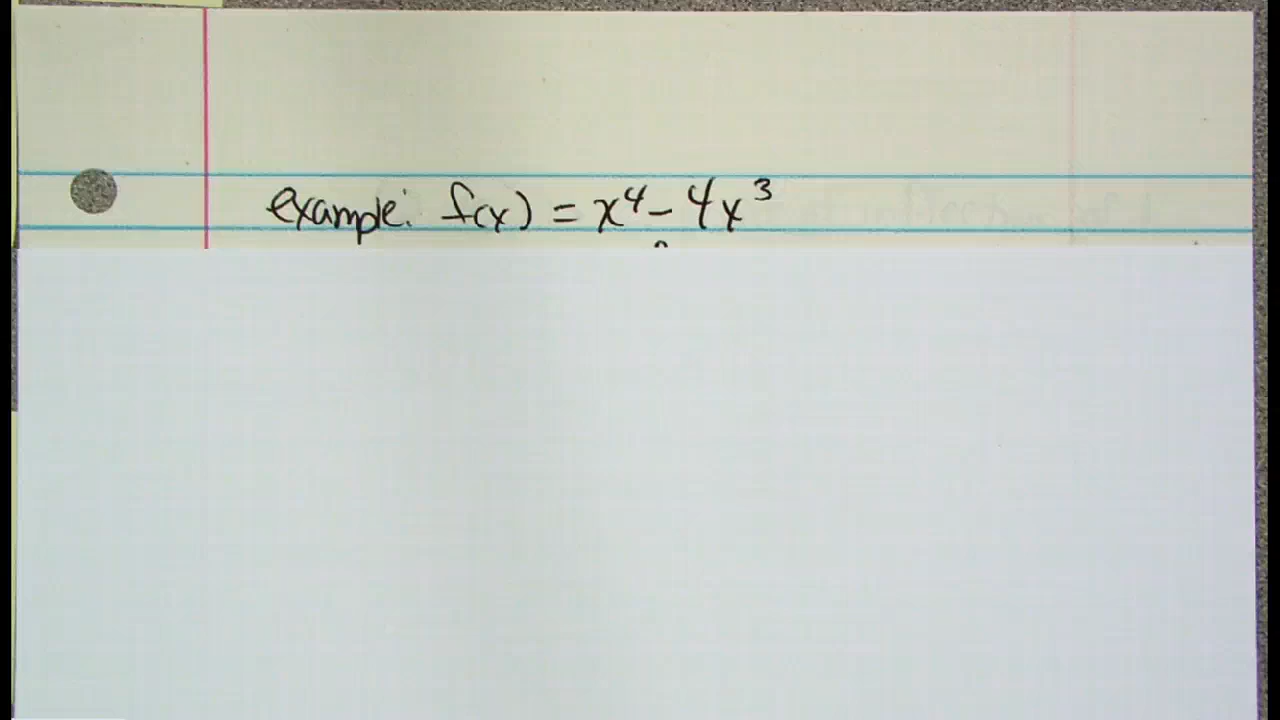 example: f(x) = x⁴ - 4x³